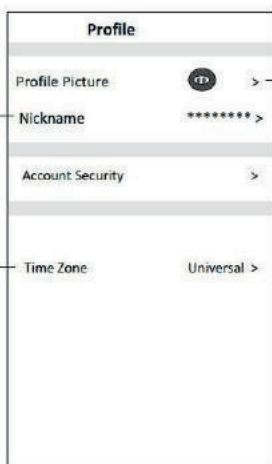 Profile
Profile Picture >
Nickname ******** >
Account Security >
Time Zone Universal >